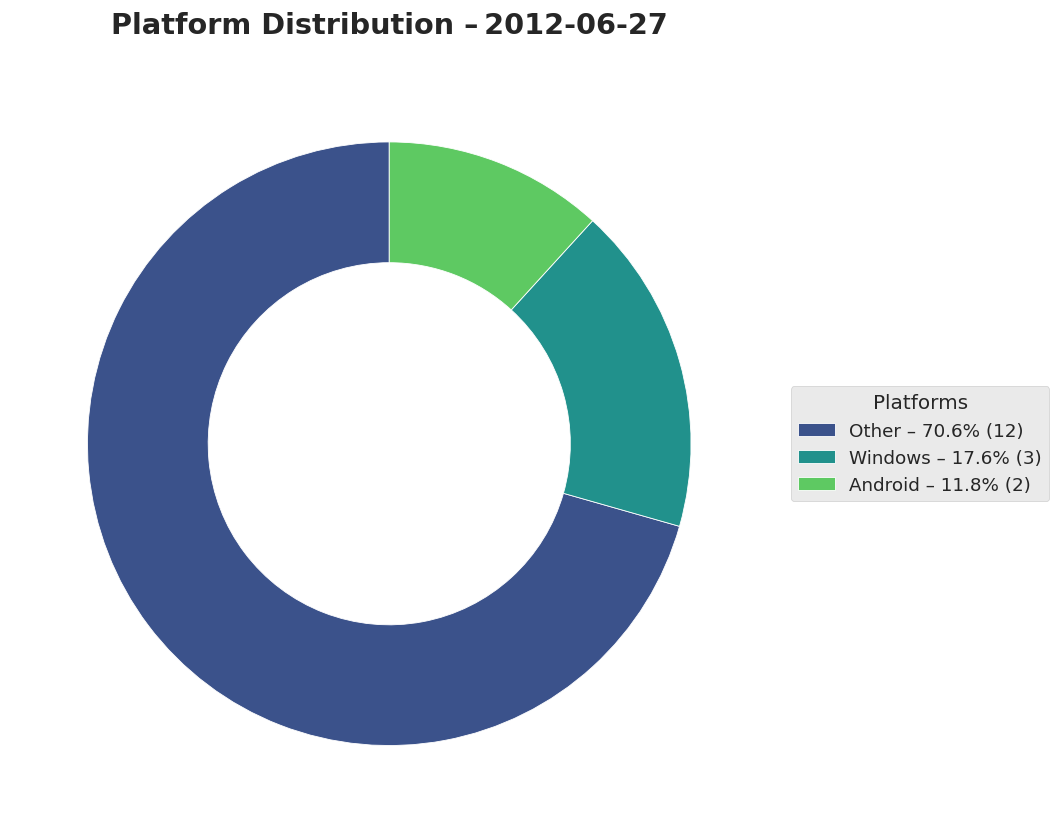 Platform Distribution – 2012-06-27
Platforms
Other – 70.6% (12)
Windows – 17.6% (3)
Android – 11.8% (2)